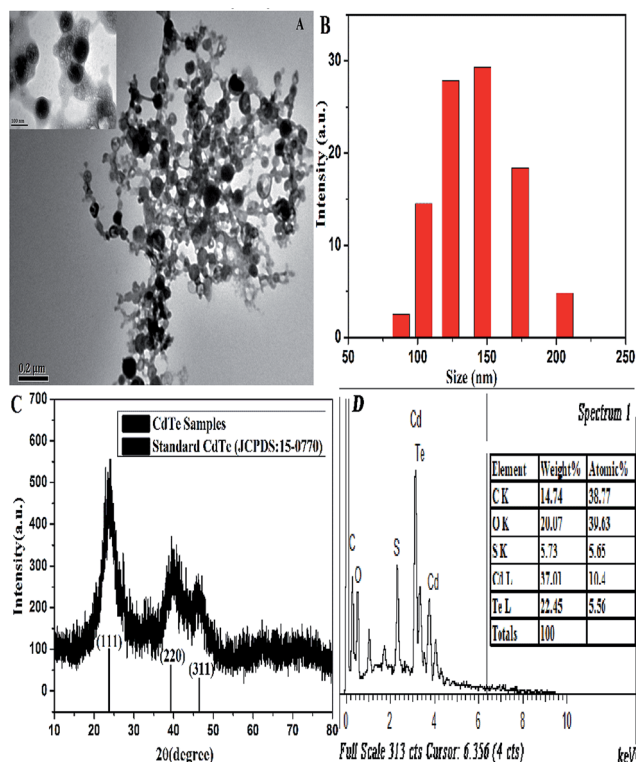 A
100 nm
0.2 µm
B
Intensity (a.u.)
30
20
10
0
50 100 150 200 250
Size (nm)
C
Intensity(a.u.)
700
600
500
400
300
200
100
0
CdTe Samples
Standard CdTe (JCPDS:15-0770)
(111)
(220)
(311)
10 20 30 40 50 60 70 80
2θ(degree)
D
Spectrum 1
Cd
Te
C
O
S
Cd
Element Weight% Atomic%
C K 14.74 38.77
O K 20.07 39.63
S K 5.73 5.65
Cd L 37.01 10.4
Te L 22.45 5.56
Totals 100
0 2 4 6 8 10
Full Scale 313 cts Cursor: 6.356 (4 cts)
keV